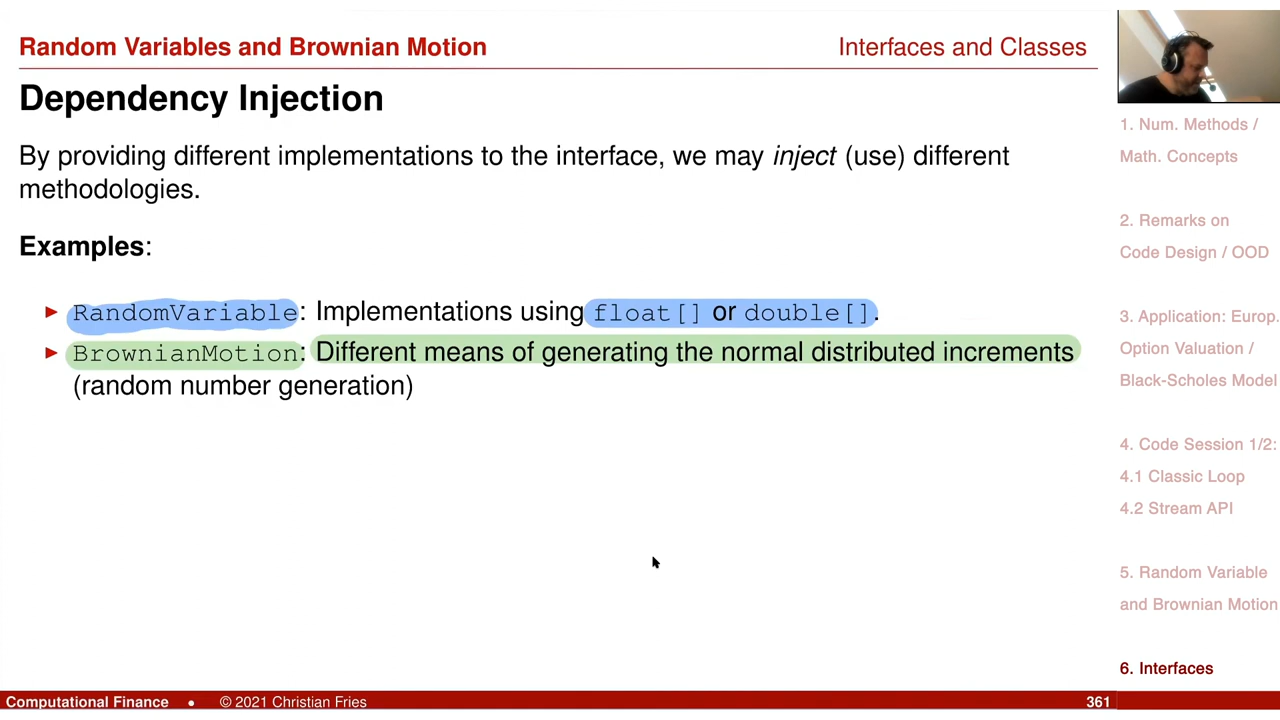 Random Variables and Brownian Motion
Interfaces and Classes
Dependency Injection
By providing different implementations to the interface, we may inject (use) different
methodologies.
Examples:
► RandomVariable: Implementations using float[] or double[].
► BrownianMotion: Different means of generating the normal distributed increments
(random number generation)
1. Num. Methods /
Math. Concepts
2. Remarks on
Code Design / OOD
3. Application: Europ.
Option Valuation /
Black-Scholes Model
4. Code Session 1/2:
4.1 Classic Loop
4.2 Stream API
5. Random Variable
and Brownian Motion
6. Interfaces
Computational Finance • © 2021 Christian Fries
361